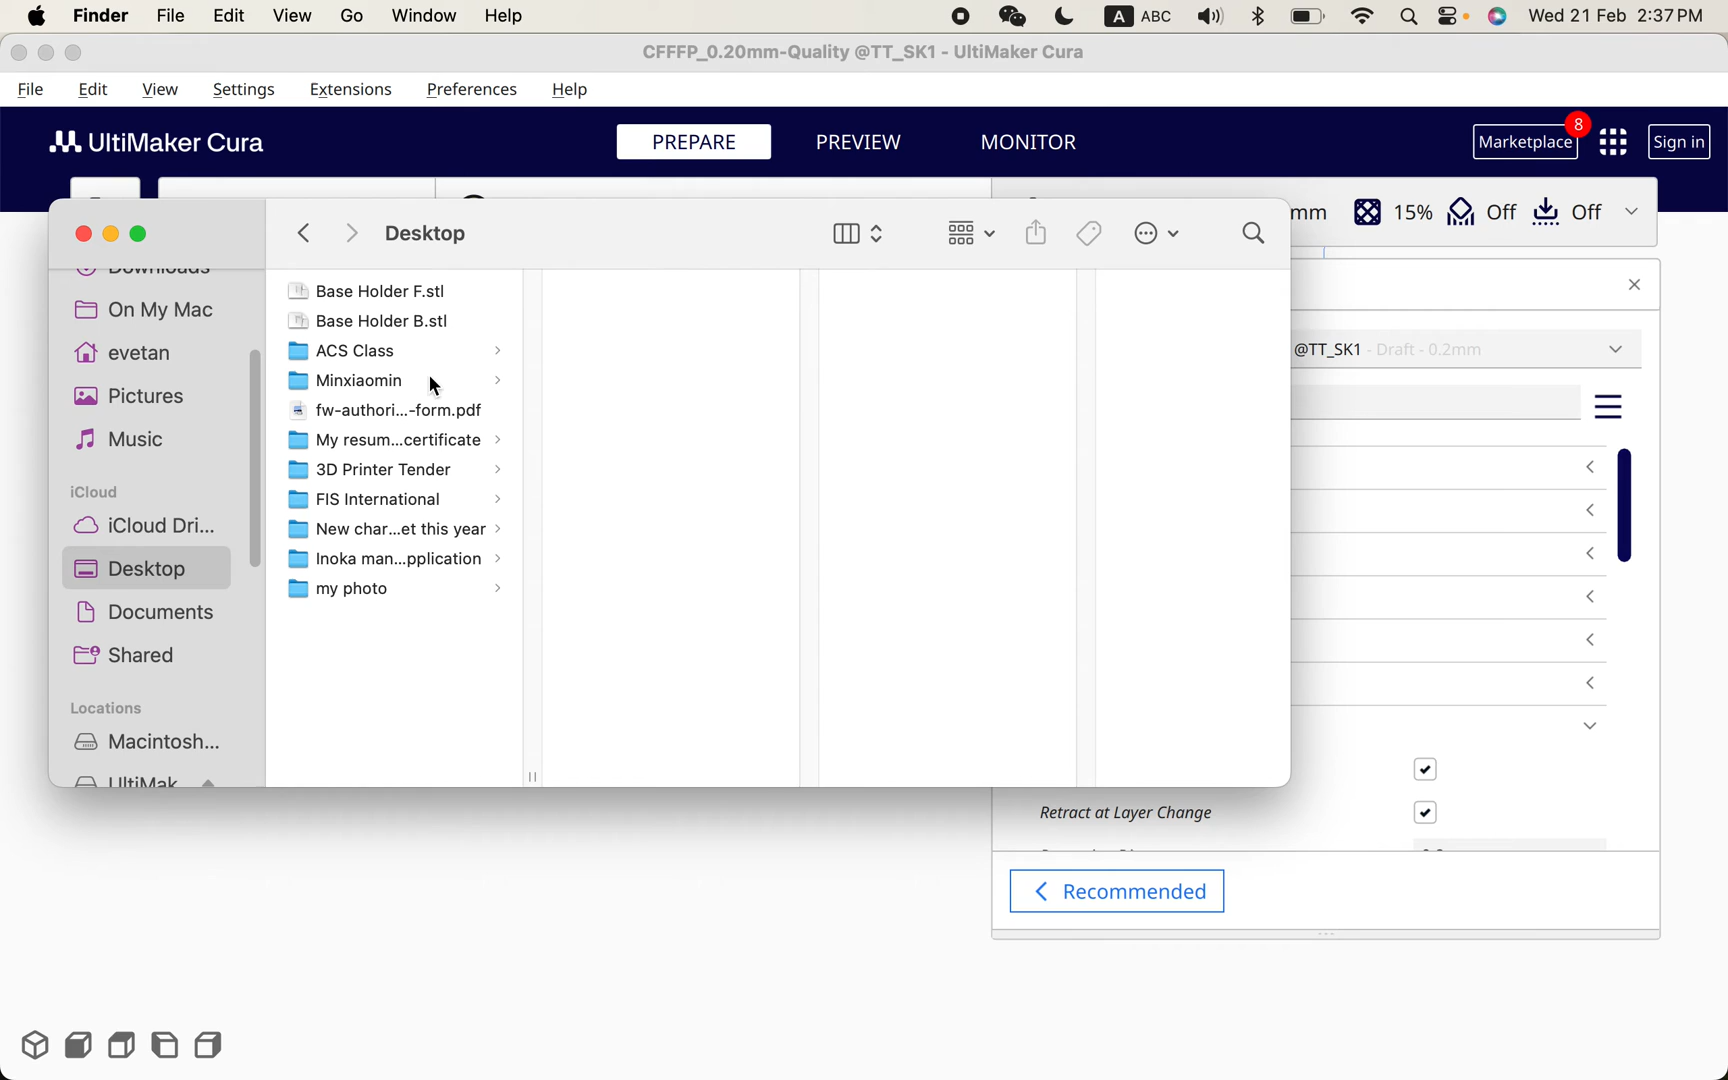 Finder File Edit View Go Window Help A ABC Wed 21 Feb 2:37 PM
CFFFP_0.20mm-Quality @TT_SK1 - UltiMaker Cura
File Edit View Settings Extensions Preferences Help
UltiMaker Cura PREPARE PREVIEW MONITOR Marketplace 8 Sign in
mm 15% Off Off
Desktop
Downloads
On My Mac
evetan
Pictures
Music
iCloud
iCloud Dri...
Desktop
Documents
Shared
Locations
Macintosh...
UltiMak
Base Holder F.stl
Base Holder B.stl
ACS Class
Minxiaomin
fw-authori...-form.pdf
My resum...certificate
3D Printer Tender
FIS International
New char...et this year
Inoka man...pplication
my photo
@TT_SK1 - Draft - 0.2mm
Retract at Layer Change
Recommended